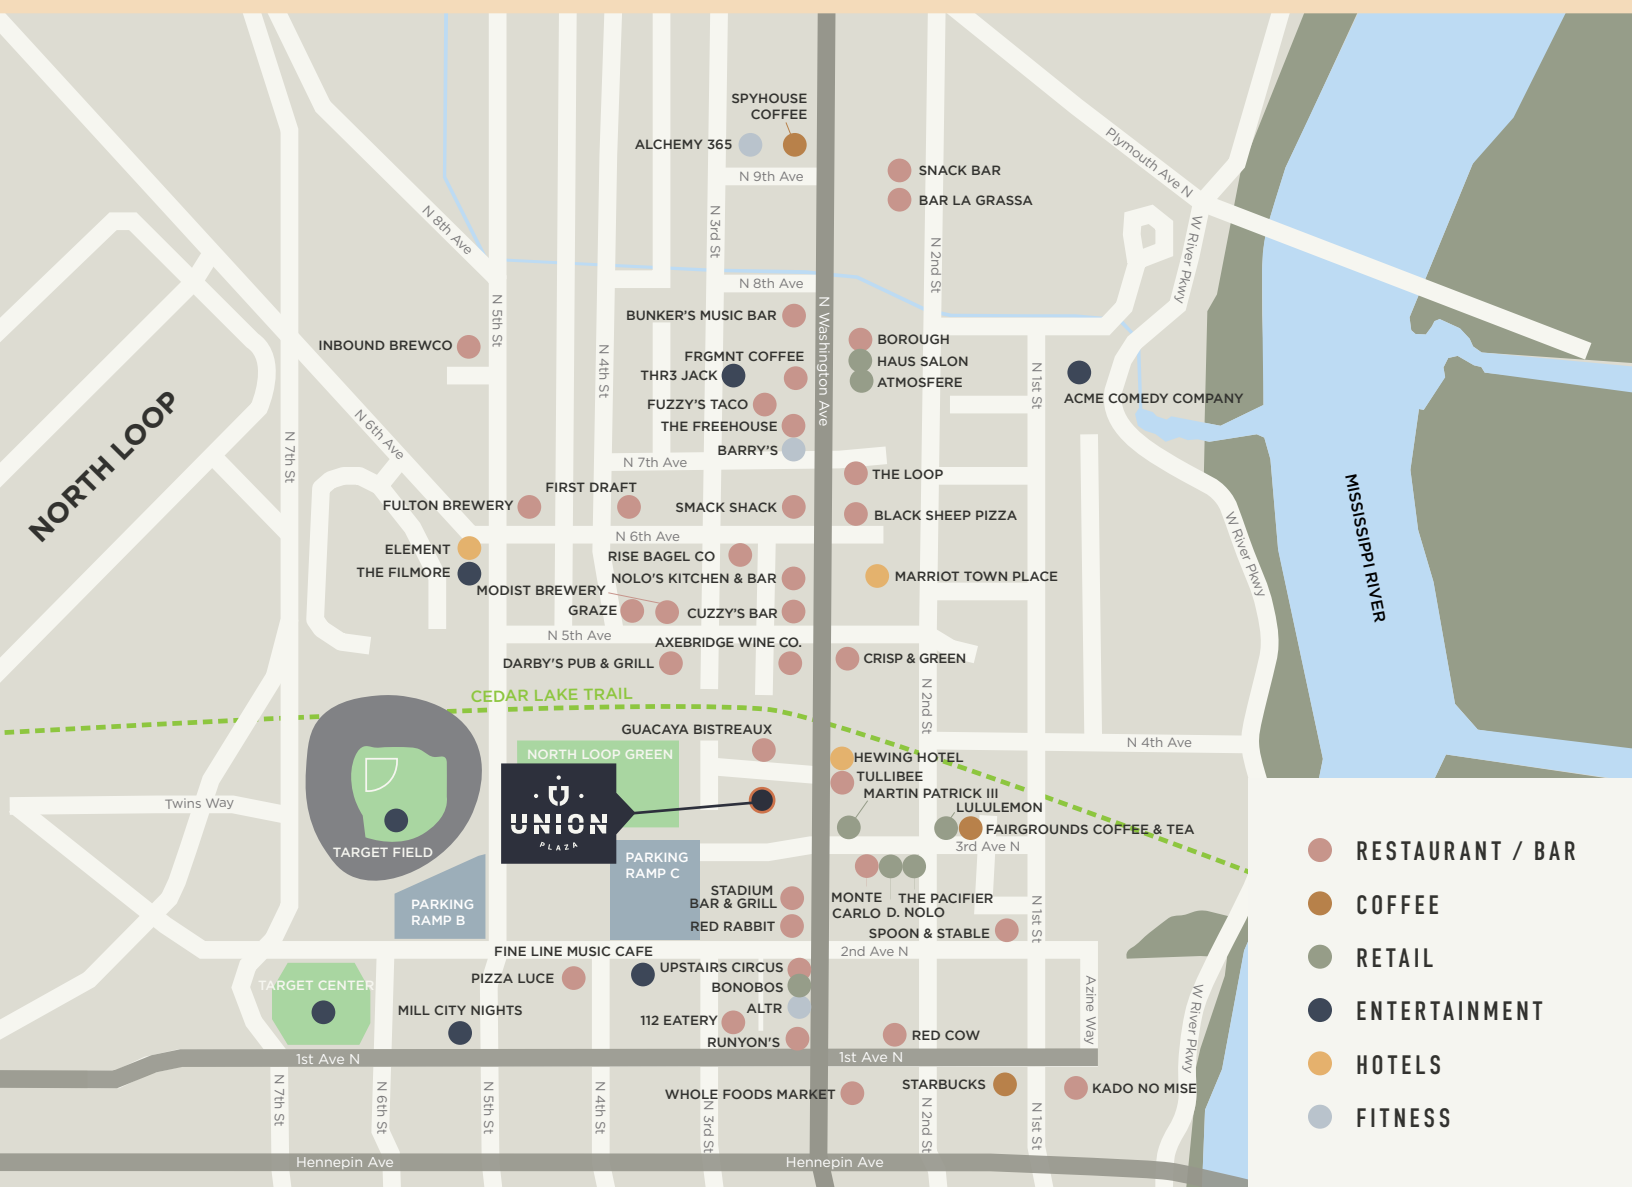 SPYHOUSE
COFFEE
ALCHEMY 365
N 9th Ave
SNACK BAR
BAR LA GRASSA
Plymouth Ave N
N 8th Ave
N 3rd St
N 2nd St
W River Pkwy
N 8th Ave
BUNKER'S MUSIC BAR
N 5th St
N Washington Ave
INBOUND BREWCO
BOROUGH
FRGMNT COFFEE
HAUS SALON
THR3 JACK
ATMOSFERE
N 4th St
N 1st St
ACME COMEDY COMPANY
FUZZY'S TACO
THE FREEHOUSE
BARRY'S
N 6th Ave
N 7th St
NORTH LOOP
N 7th Ave
THE LOOP
FIRST DRAFT
FULTON BREWERY
SMACK SHACK
BLACK SHEEP PIZZA
MISSISSIPPI RIVER
W River Pkwy
N 6th Ave
ELEMENT
RISE BAGEL CO
THE FILMORE
NOLO'S KITCHEN & BAR
MARRIOT TOWN PLACE
MODIST BREWERY
GRAZE
CUZZY'S BAR
N 5th Ave
AXEBRIDGE WINE CO.
DARBY'S PUB & GRILL
CRISP & GREEN
CEDAR LAKE TRAIL
N 2nd St
GUACAYA BISTREAUX
N 4th Ave
NORTH LOOP GREEN
HEWING HOTEL
TULLIBEE
MARTIN PATRICK III
LULULEMON
Twins Way
UNION
PLAZA
FAIRGROUNDS COFFEE & TEA
3rd Ave N
TARGET FIELD
PARKING
RAMP C
STADIUM
BAR & GRILL
MONTE
CARLO
THE PACIFIER
D. NOLO
PARKING
RAMP B
RED RABBIT
SPOON & STABLE
N 1st St
FINE LINE MUSIC CAFE
2nd Ave N
UPSTAIRS CIRCUS
PIZZA LUCE
BONOBOS
TARGET CENTER
ALTR
MILL CITY NIGHTS
112 EATERY
RUNYON'S
RED COW
Azine Way
W River Pkwy
1st Ave N
1st Ave N
WHOLE FOODS MARKET
STARBUCKS
KADO NO MISE
N 7th St
N 6th St
N 5th St
N 4th St
N 3rd St
N 2nd St
N 1st St
Hennepin Ave
Hennepin Ave
RESTAURANT / BAR
COFFEE
RETAIL
ENTERTAINMENT
HOTELS
FITNESS